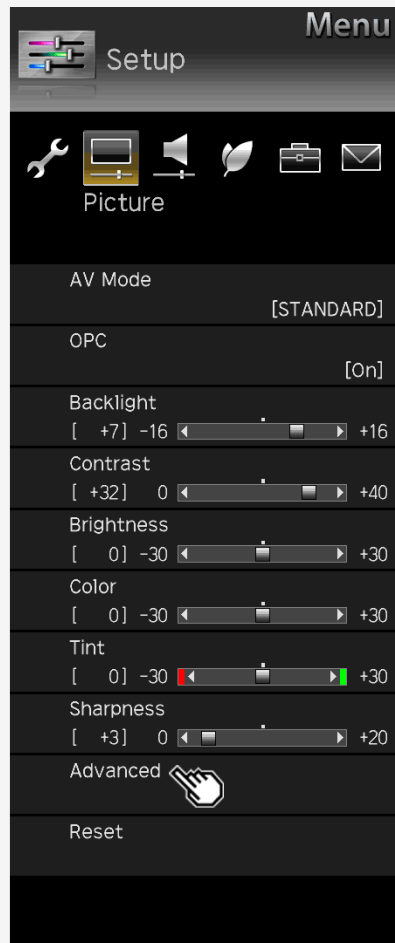 Menu
Setup
Picture
AV Mode
[STANDARD]
OPC
[On]
Backlight
[ +7] -16 +16
Contrast
[ +32] 0 +40
Brightness
[ 0] -30 +30
Color
[ 0] -30 +30
Tint
[ 0] -30 +30
Sharpness
[ +3] 0 +20
Advanced
Reset